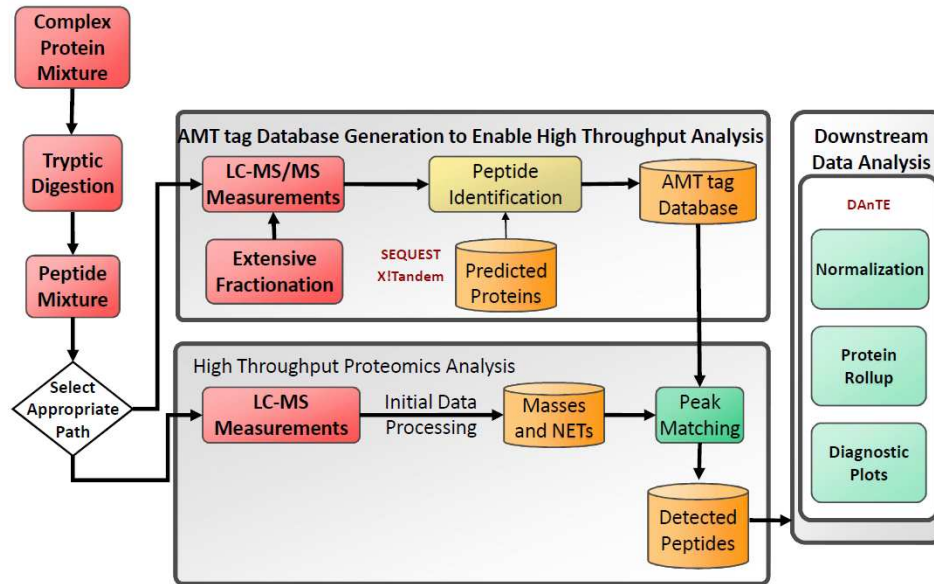 Complex
Protein
Mixture
Tryptic
Digestion
Peptide
Mixture
Select
Appropriate
Path
AMT tag Database Generation to Enable High Throughput Analysis
LC-MS/MS
Measurements
Peptide
Identification
AMT tag
Database
Extensive
Fractionation
SEQUEST
X!Tandem
Predicted
Proteins
High Throughput Proteomics Analysis
LC-MS
Measurements
Initial Data
Processing
Masses
and NETs
Peak
Matching
Detected
Peptides
Downstream
Data Analysis
DAnTE
Normalization
Protein
Rollup
Diagnostic
Plots